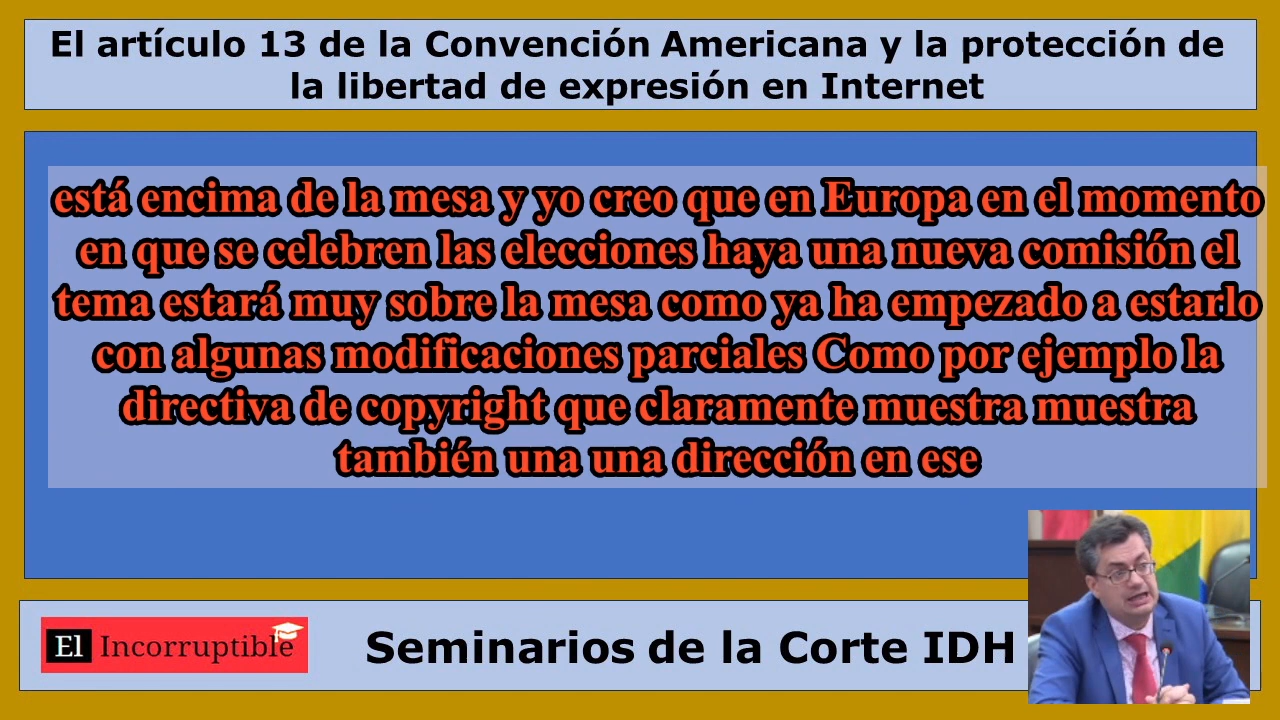 El artículo 13 de la Convención Americana y la protección de
la libertad de expresión en Internet
está encima de la mesa y yo creo que en Europa en el momento
en que se celebren las elecciones haya una nueva comisión el
tema estará muy sobre la mesa como ya ha empezado a estarlo
con algunas modificaciones parciales Como por ejemplo la
directiva de copyright que claramente muestra muestra
también una una dirección en ese
El Incorruptible
Seminarios de la Corte IDH